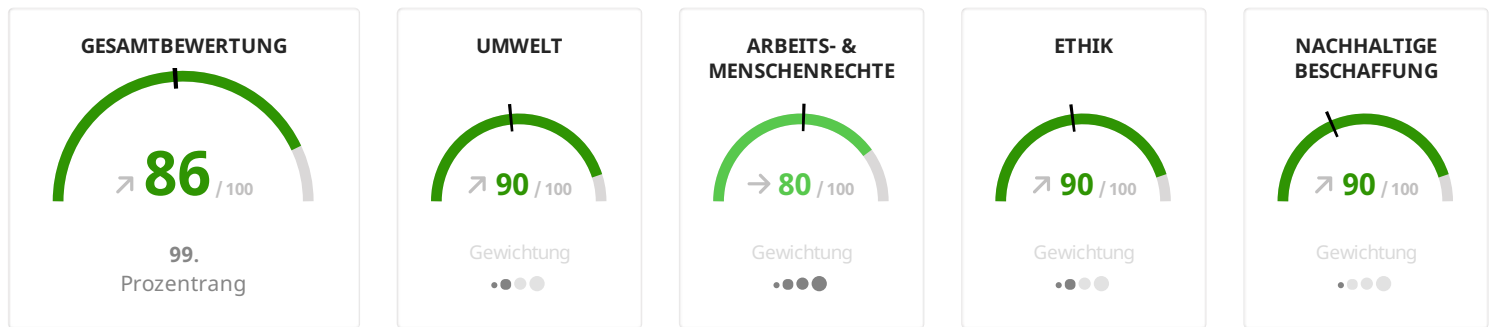 GESAMTBEWERTUNG
86 / 100
99.
Prozentrang
UMWELT
90 / 100
Gewichtung
ARBEITS- &
MENSCHENRECHTE
80 / 100
Gewichtung
ETHIK
90 / 100
Gewichtung
NACHHALTIGE
BESCHAFFUNG
90 / 100
Gewichtung